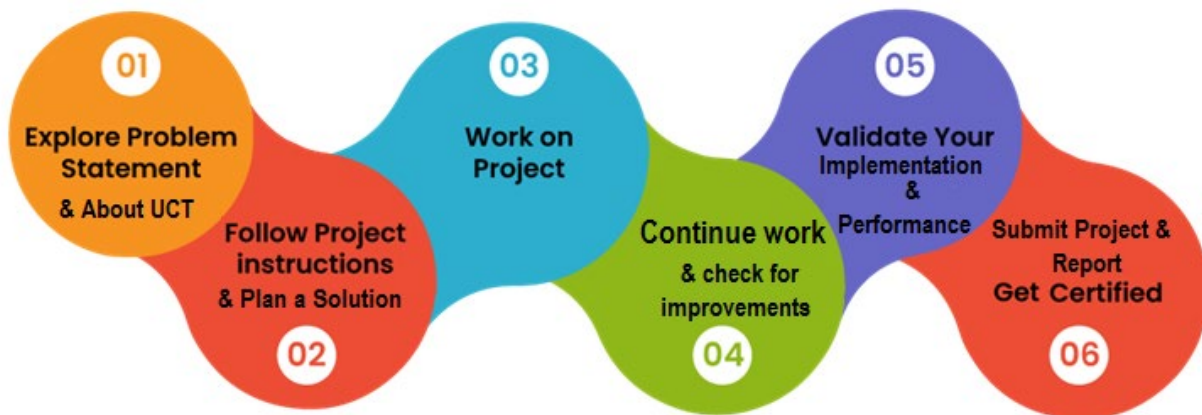 01
Explore Problem
Statement
& About UCT
Follow Project
instructions
& Plan a Solution
02
03
Work on
Project
Continue work
& check for
improvements
04
05
Validate Your
Implementation
&
Performance
Submit Project &
Report
Get Certified
06